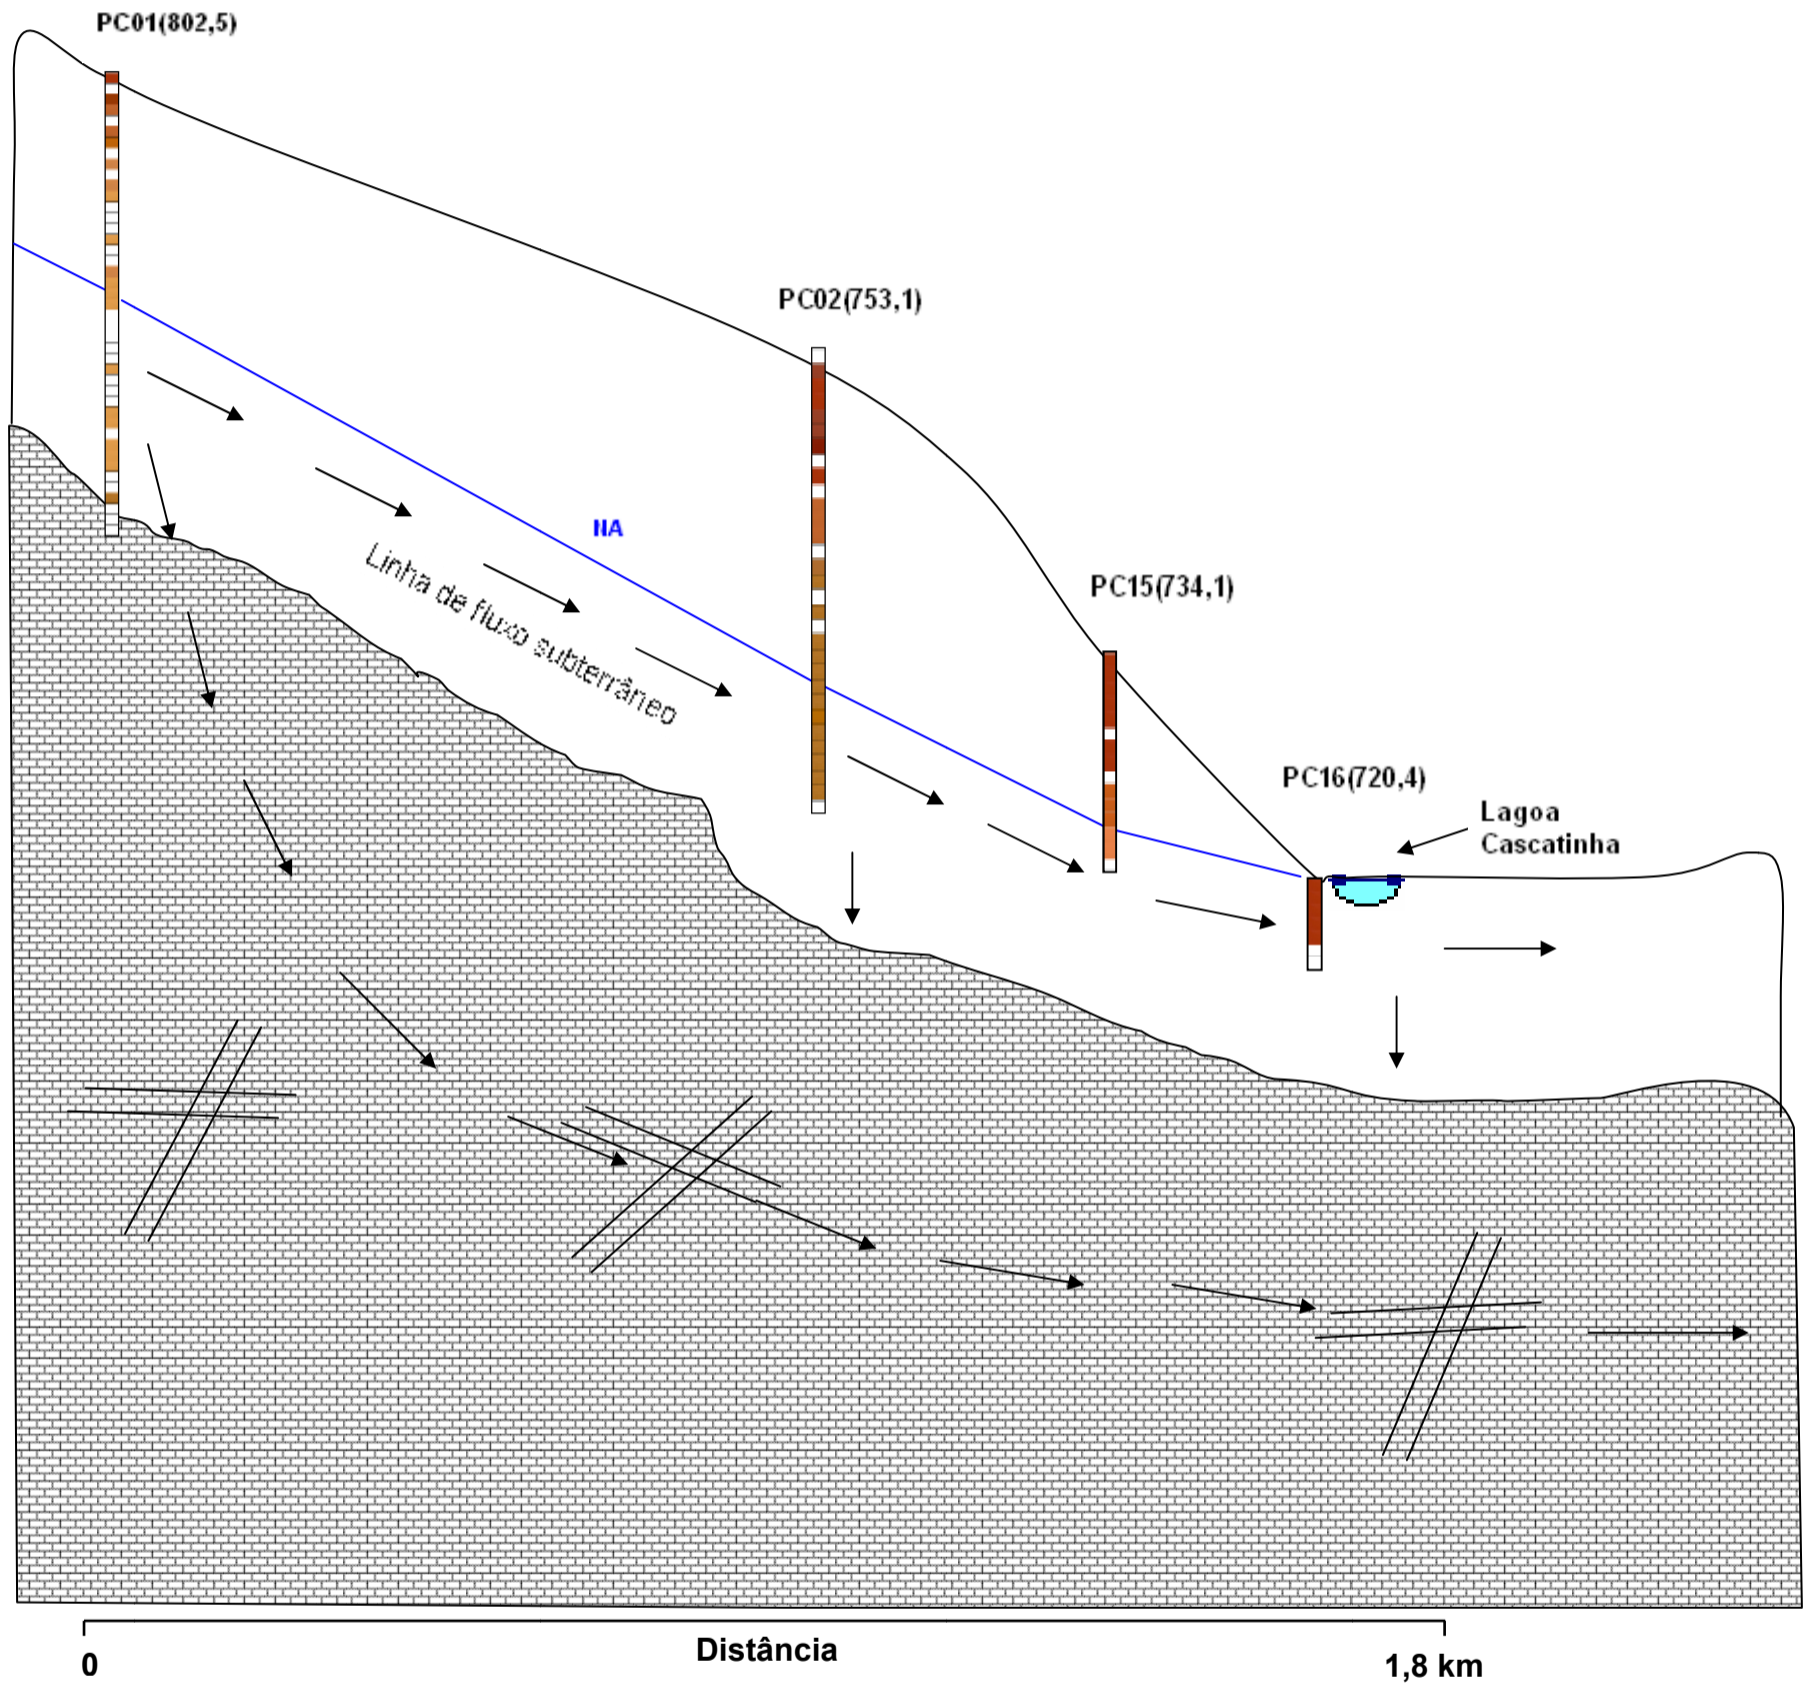 PC01(802,5)
PC02(753,1)
NA
Linha de fluxo subterrâneo
PC15(734,1)
PC16(720,4)
Lagoa
Cascatinha
0
Distância
1,8 km